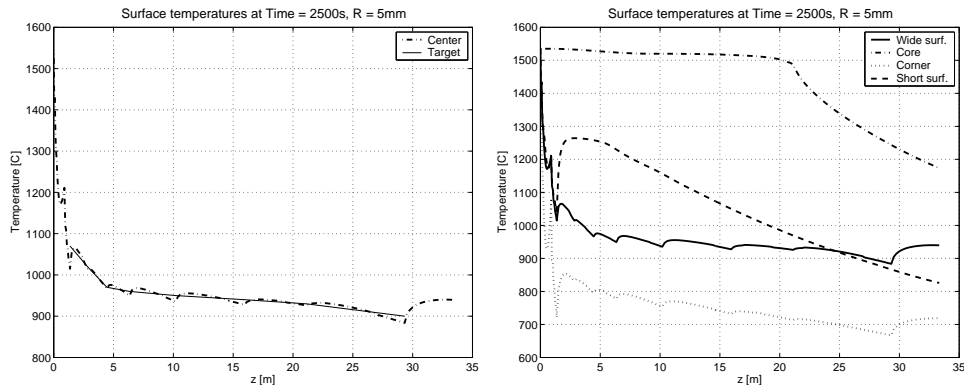 Surface temperatures at Time = 2500s, R = 5mm
Center
Target
Temperature [C]
1600
1500
1400
1300
1200
1100
1000
900
800
0 5 10 15 20 25 30 35
z [m]
Surface temperatures at Time = 2500s, R = 5mm
Wide surf.
Core
Corner
Short surf.
Temperature [C]
1600
1500
1400
1300
1200
1100
1000
900
800
700
600
0 5 10 15 20 25 30 35
z [m]